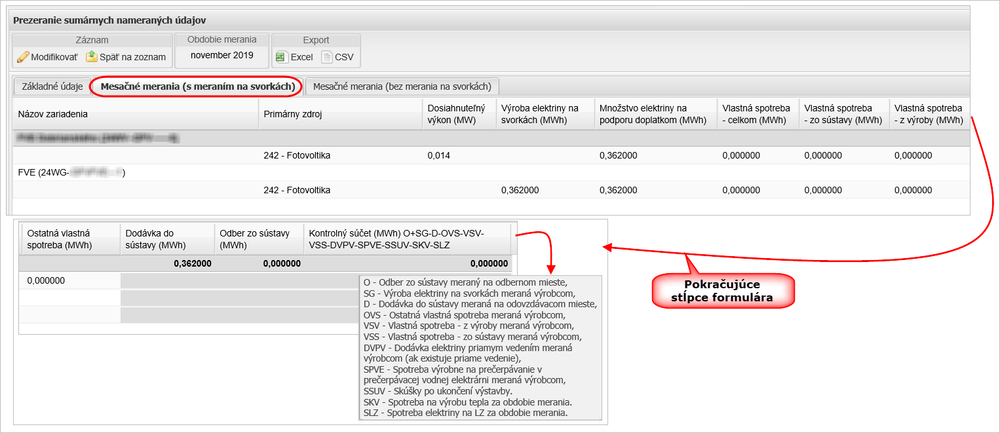 Prezeranie sumárnych nameraných údajov
Záznam
Obdobie merania
Export
Modifikovať
Späť na zoznam
november 2019
Excel
CSV
Základné údaje
Mesačné merania (s meraním na svorkách)
Mesačné merania (bez merania na svorkách)
Názov zariadenia
Primárny zdroj
Dosiahnuteľný
výkon (MW)
Výroba elektriny na
svorkách (MWh)
Množstvo elektriny na
podporu doplatkom (MWh)
Vlastná spotreba
- celkom (MWh)
Vlastná spotreba
- zo sústavy (MWh)
Vlastná spotreba
- z výroby (MWh)
242 - Fotovoltika 0,014 0,362000 0,000000 0,000000 0,000000
FVE (24WG- )
242 - Fotovoltika 0,362000 0,362000 0,000000 0,000000 0,000000
Ostatná vlastná
spotreba (MWh)
Dodávka do
sústavy (MWh)
Odber zo sústavy
(MWh)
Kontrolný súčet (MWh) O+SG-D-OVS-VSV-
VSS-DVPV-SPVE-SSUV-SKV-SLZ
0,362000 0,000000 0,000000
0,000000
O - Odber zo sústavy meraný na odbernom mieste,
SG - Výroba elektriny na svorkách meraná výrobcom,
D - Dodávka do sústavy meraná na odovzdávacom mieste,
OVS - Ostatná vlastná spotreba meraná výrobcom,
VSV - Vlastná spotreba - z výroby meraná výrobcom,
VSS - Vlastná spotreba - zo sústavy meraná výrobcom,
DVPV - Dodávka elektriny priamym vedením meraná
výrobcom (ak existuje priame vedenie),
SPVE - Spotreba výrobne na prečerpávanie v
prečerpávacej vodnej elektrárni meraná výrobcom,
SSUV - Skúšky po ukončení výstavby.
SKV - Spotreba na výrobu tepla za obdobie merania.
SLZ - Spotreba elektriny na LZ za obdobie merania.
Pokračujúce
stĺpce formulára